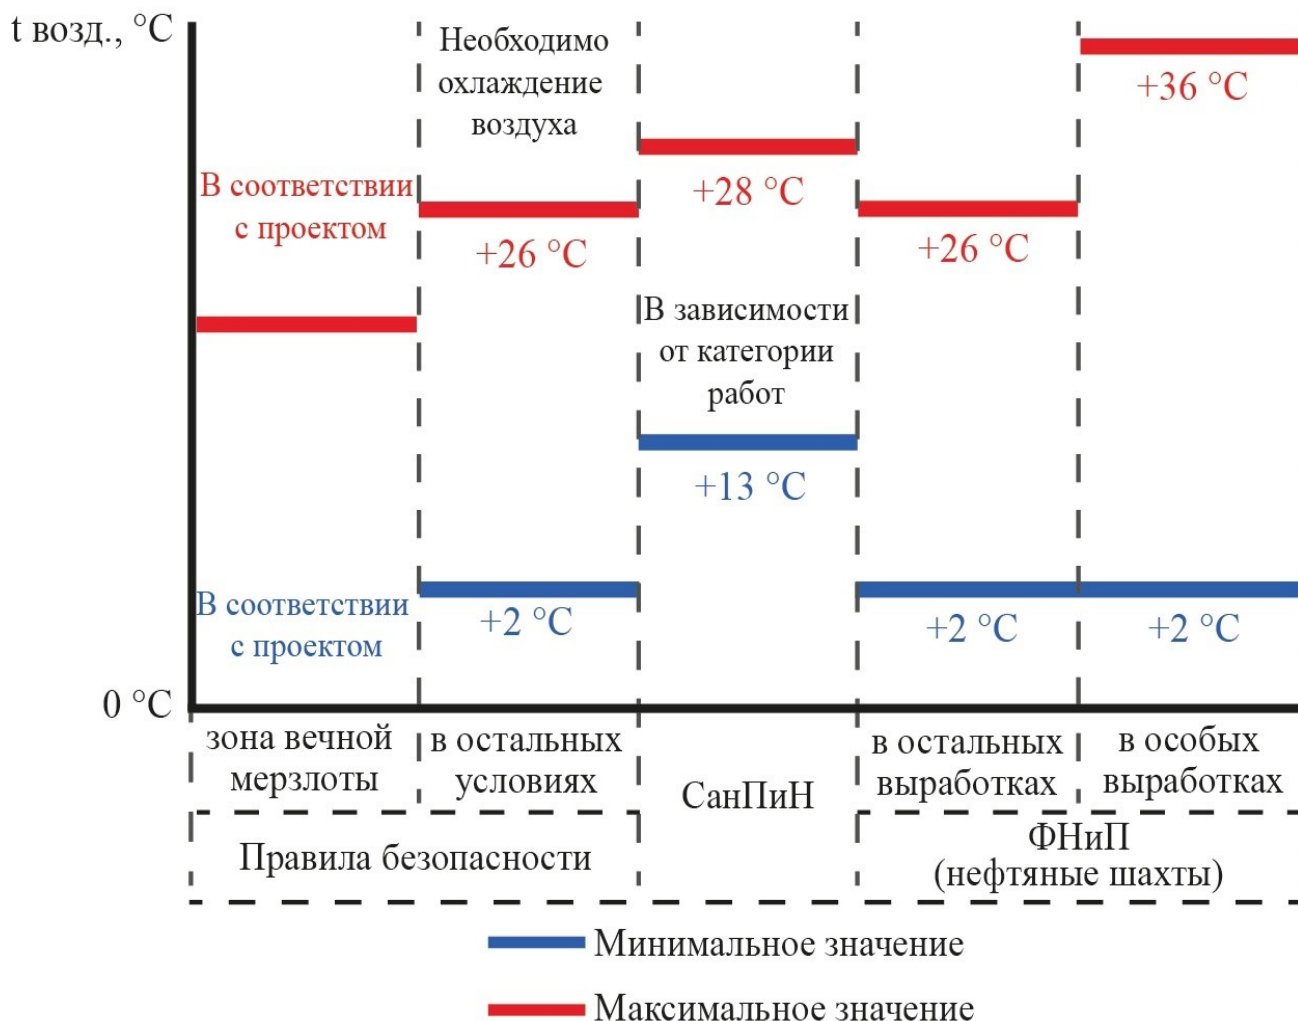 t возд., °C
Необходимо
охлаждение
воздуха
+36 °C
В соответствии
с проектом
+28 °C
+26 °C
+26 °C
В зависимости
от категории
работ
+13 °C
В соответствии
с проектом
+2 °C
+2 °C
+2 °C
0 °C
зона вечной
мерзлоты
в остальных
условиях
СанПиН
в остальных
выработках
в особых
выработках
Правила безопасности
ФНиП
(нефтяные шахты)
Минимальное значение
Максимальное значение